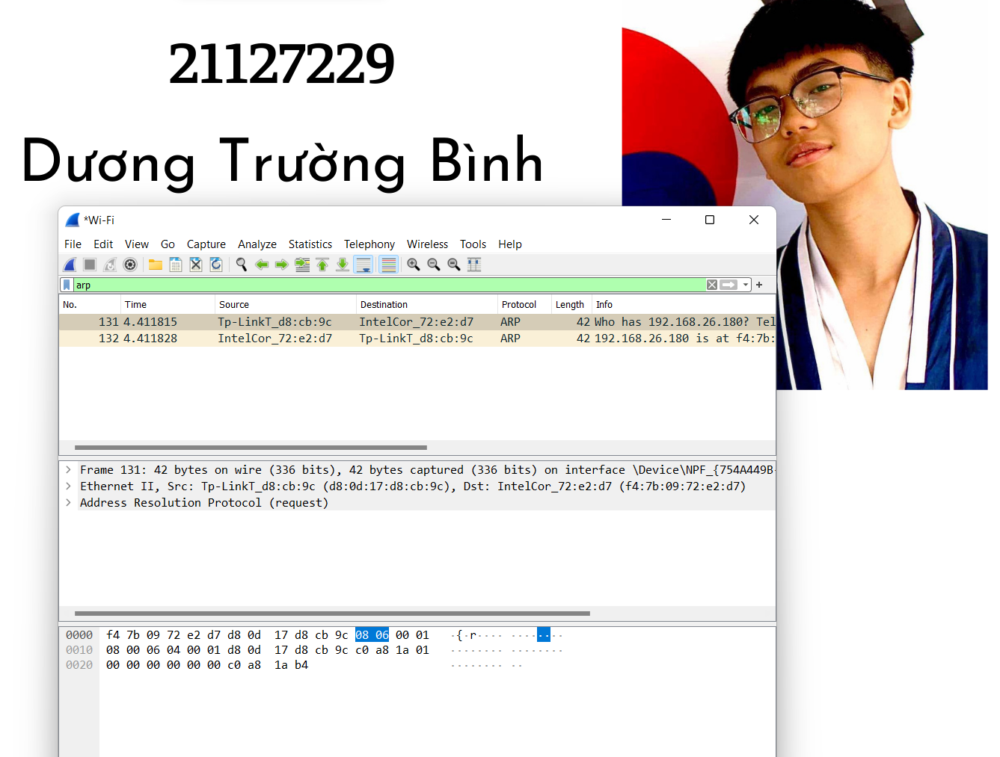 21127229
Dương Trường Bình
*Wi-Fi
File Edit View Go Capture Analyze Statistics Telephony Wireless Tools Help
arp
No. Time Source Destination Protocol Length Info
131 4.411815 Tp-LinkT_d8:cb:9c IntelCor_72:e2:d7 ARP 42 Who has 192.168.26.180? Tel
132 4.411828 IntelCor_72:e2:d7 Tp-LinkT_d8:cb:9c ARP 42 192.168.26.180 is at f4:7b:
Frame 131: 42 bytes on wire (336 bits), 42 bytes captured (336 bits) on interface \Device\NPF_{754A449B-
Ethernet II, Src: Tp-LinkT_d8:cb:9c (d8:0d:17:d8:cb:9c), Dst: IntelCor_72:e2:d7 (f4:7b:09:72:e2:d7)
Address Resolution Protocol (request)
0000 f4 7b 09 72 e2 d7 d8 0d 17 d8 cb 9c 08 06 00 01 ·{·r···· ········
0010 08 00 06 04 00 01 d8 0d 17 d8 cb 9c c0 a8 1a 01 ········ ········
0020 00 00 00 00 00 00 c0 a8 1a b4 ········ ··